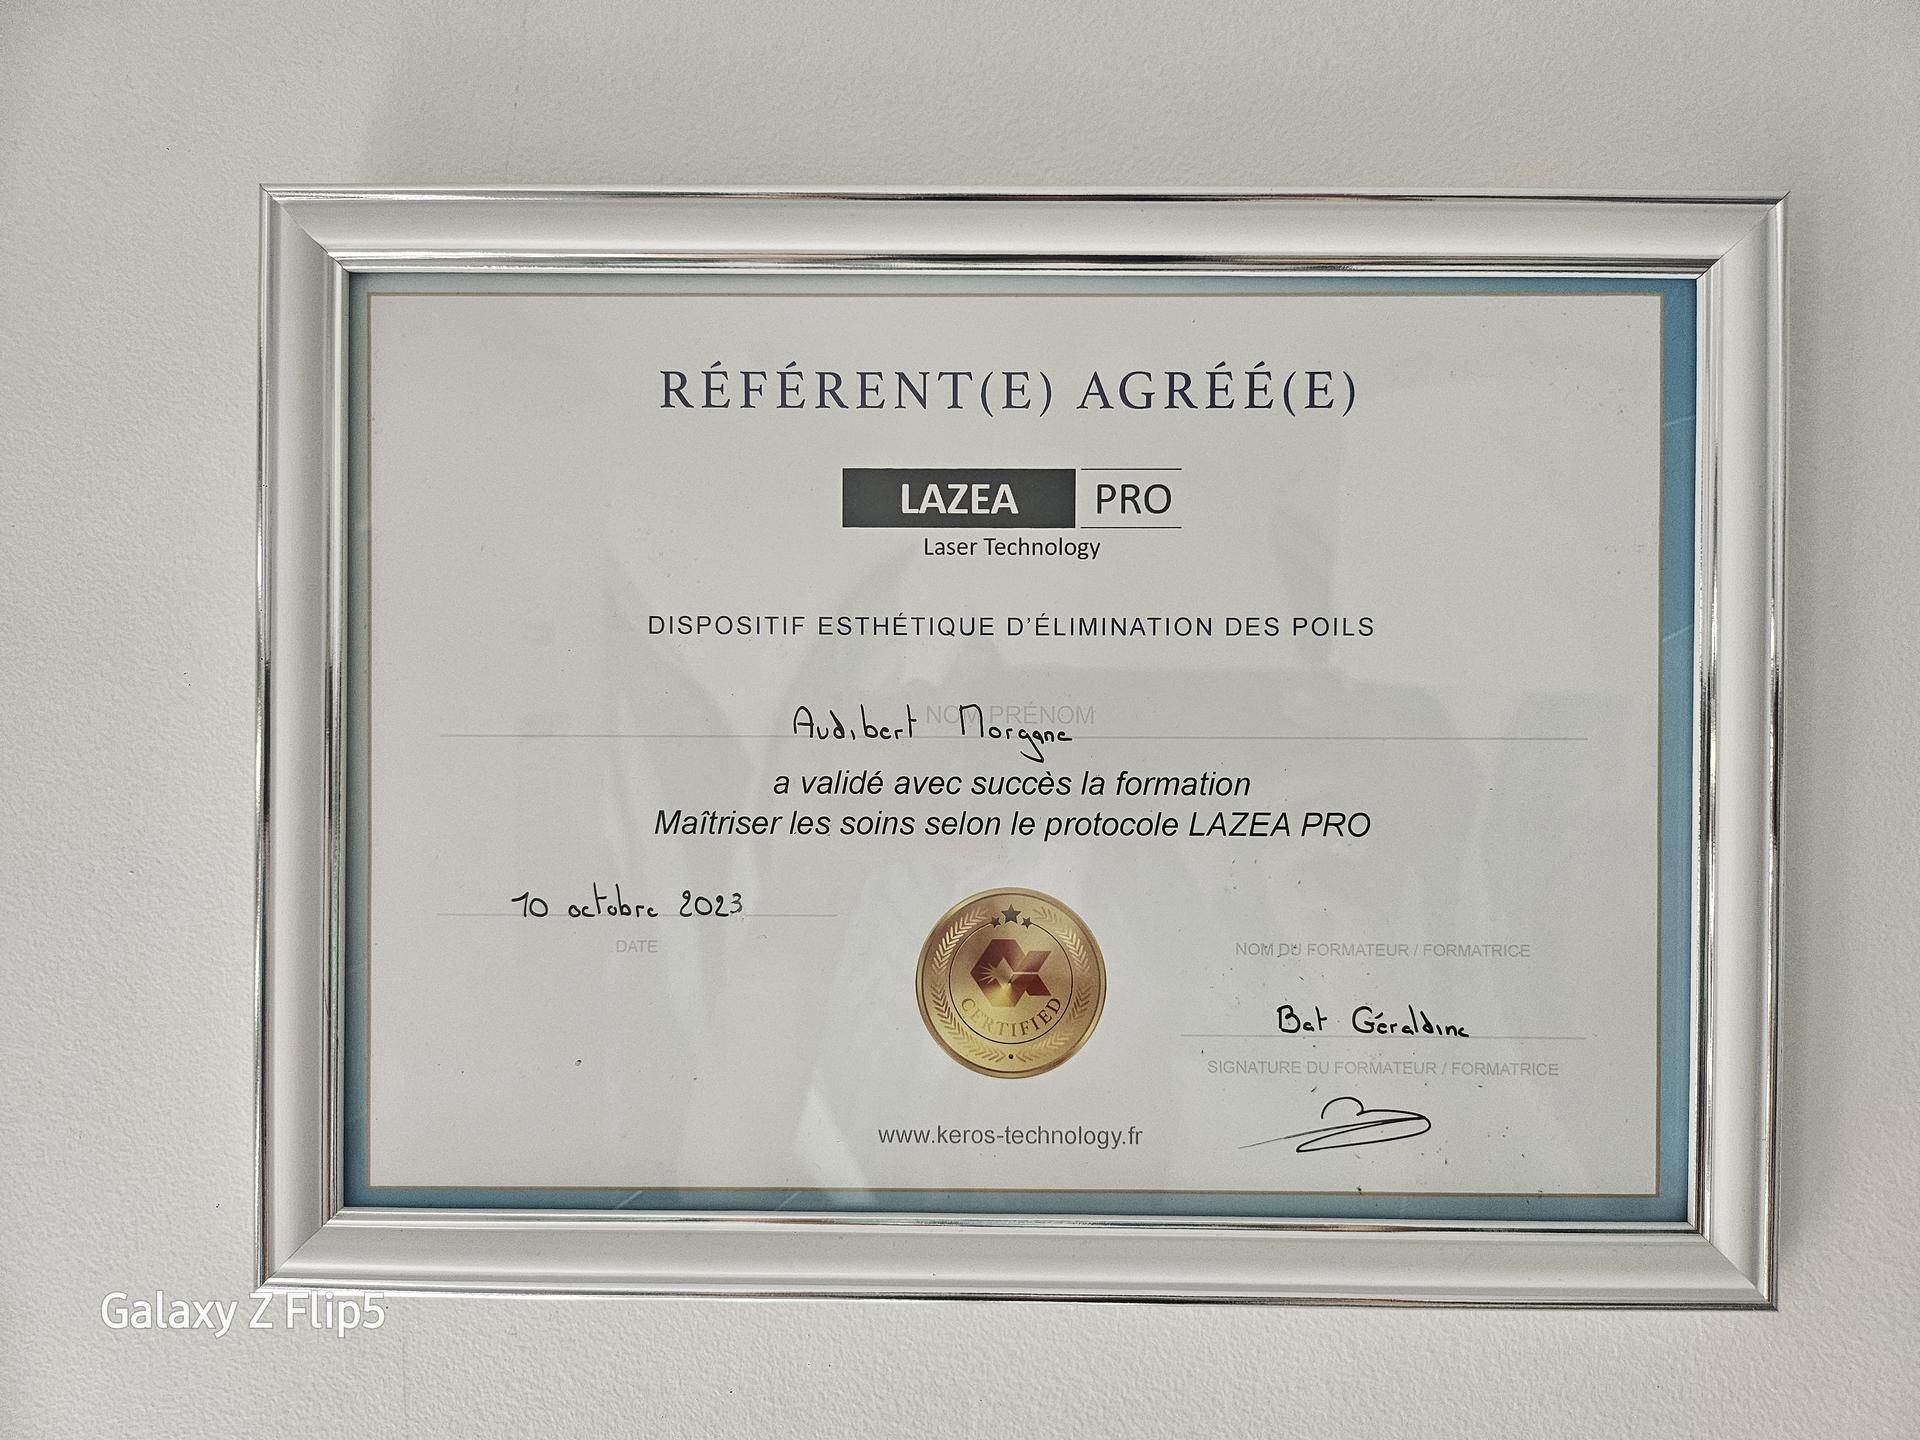 RÉFÉRENT(E) AGRÉÉ(E)
LAZEA PRO
Laser Technology
DISPOSITIF ESTHÉTIQUE D'ÉLIMINATION DES POILS
NOM PRÉNOM
Audibert Morgane
a validé avec succès la formation
Maîtriser les soins selon le protocole LAZEA PRO
10 octobre 2023
DATE
CERTIFIED
NOM DU FORMATEUR / FORMATRICE
Bat Géraldine
SIGNATURE DU FORMATEUR / FORMATRICE
www.keros-technology.fr
Galaxy Z Flip5